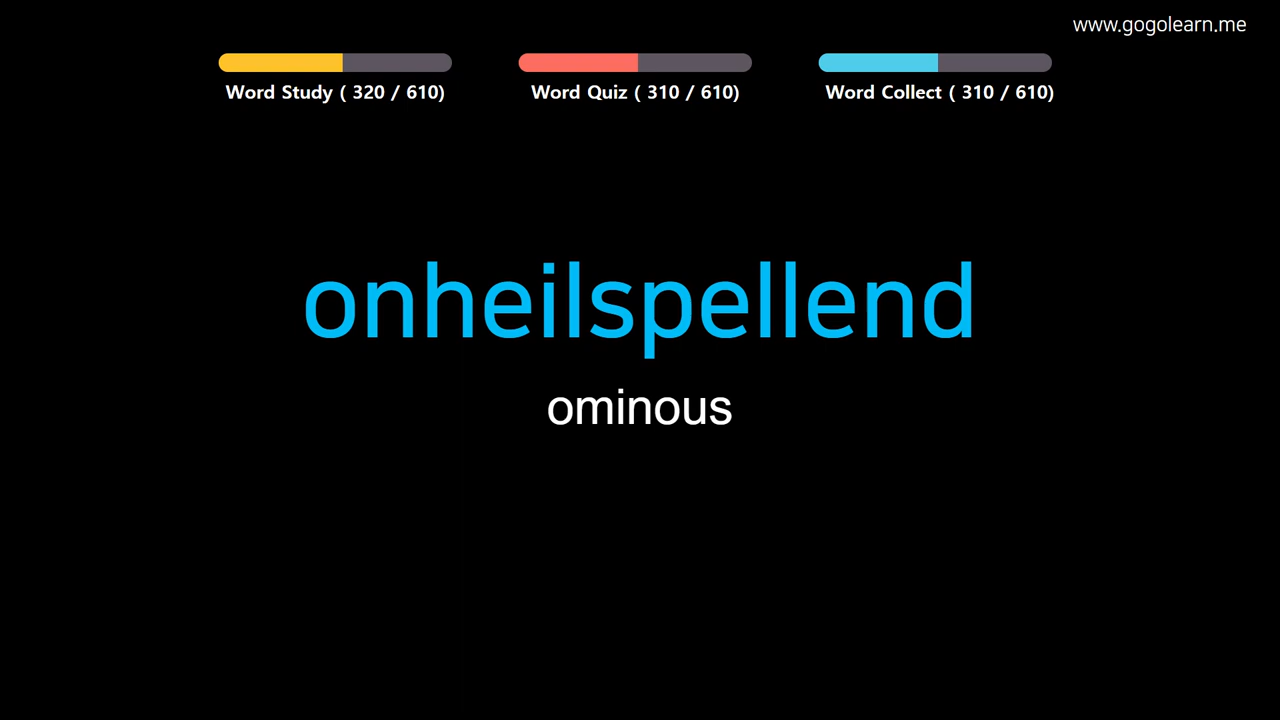 www.gogolearn.me
Word Study ( 320 / 610)
Word Quiz ( 310 / 610)
Word Collect ( 310 / 610)
onheilspellend
ominous